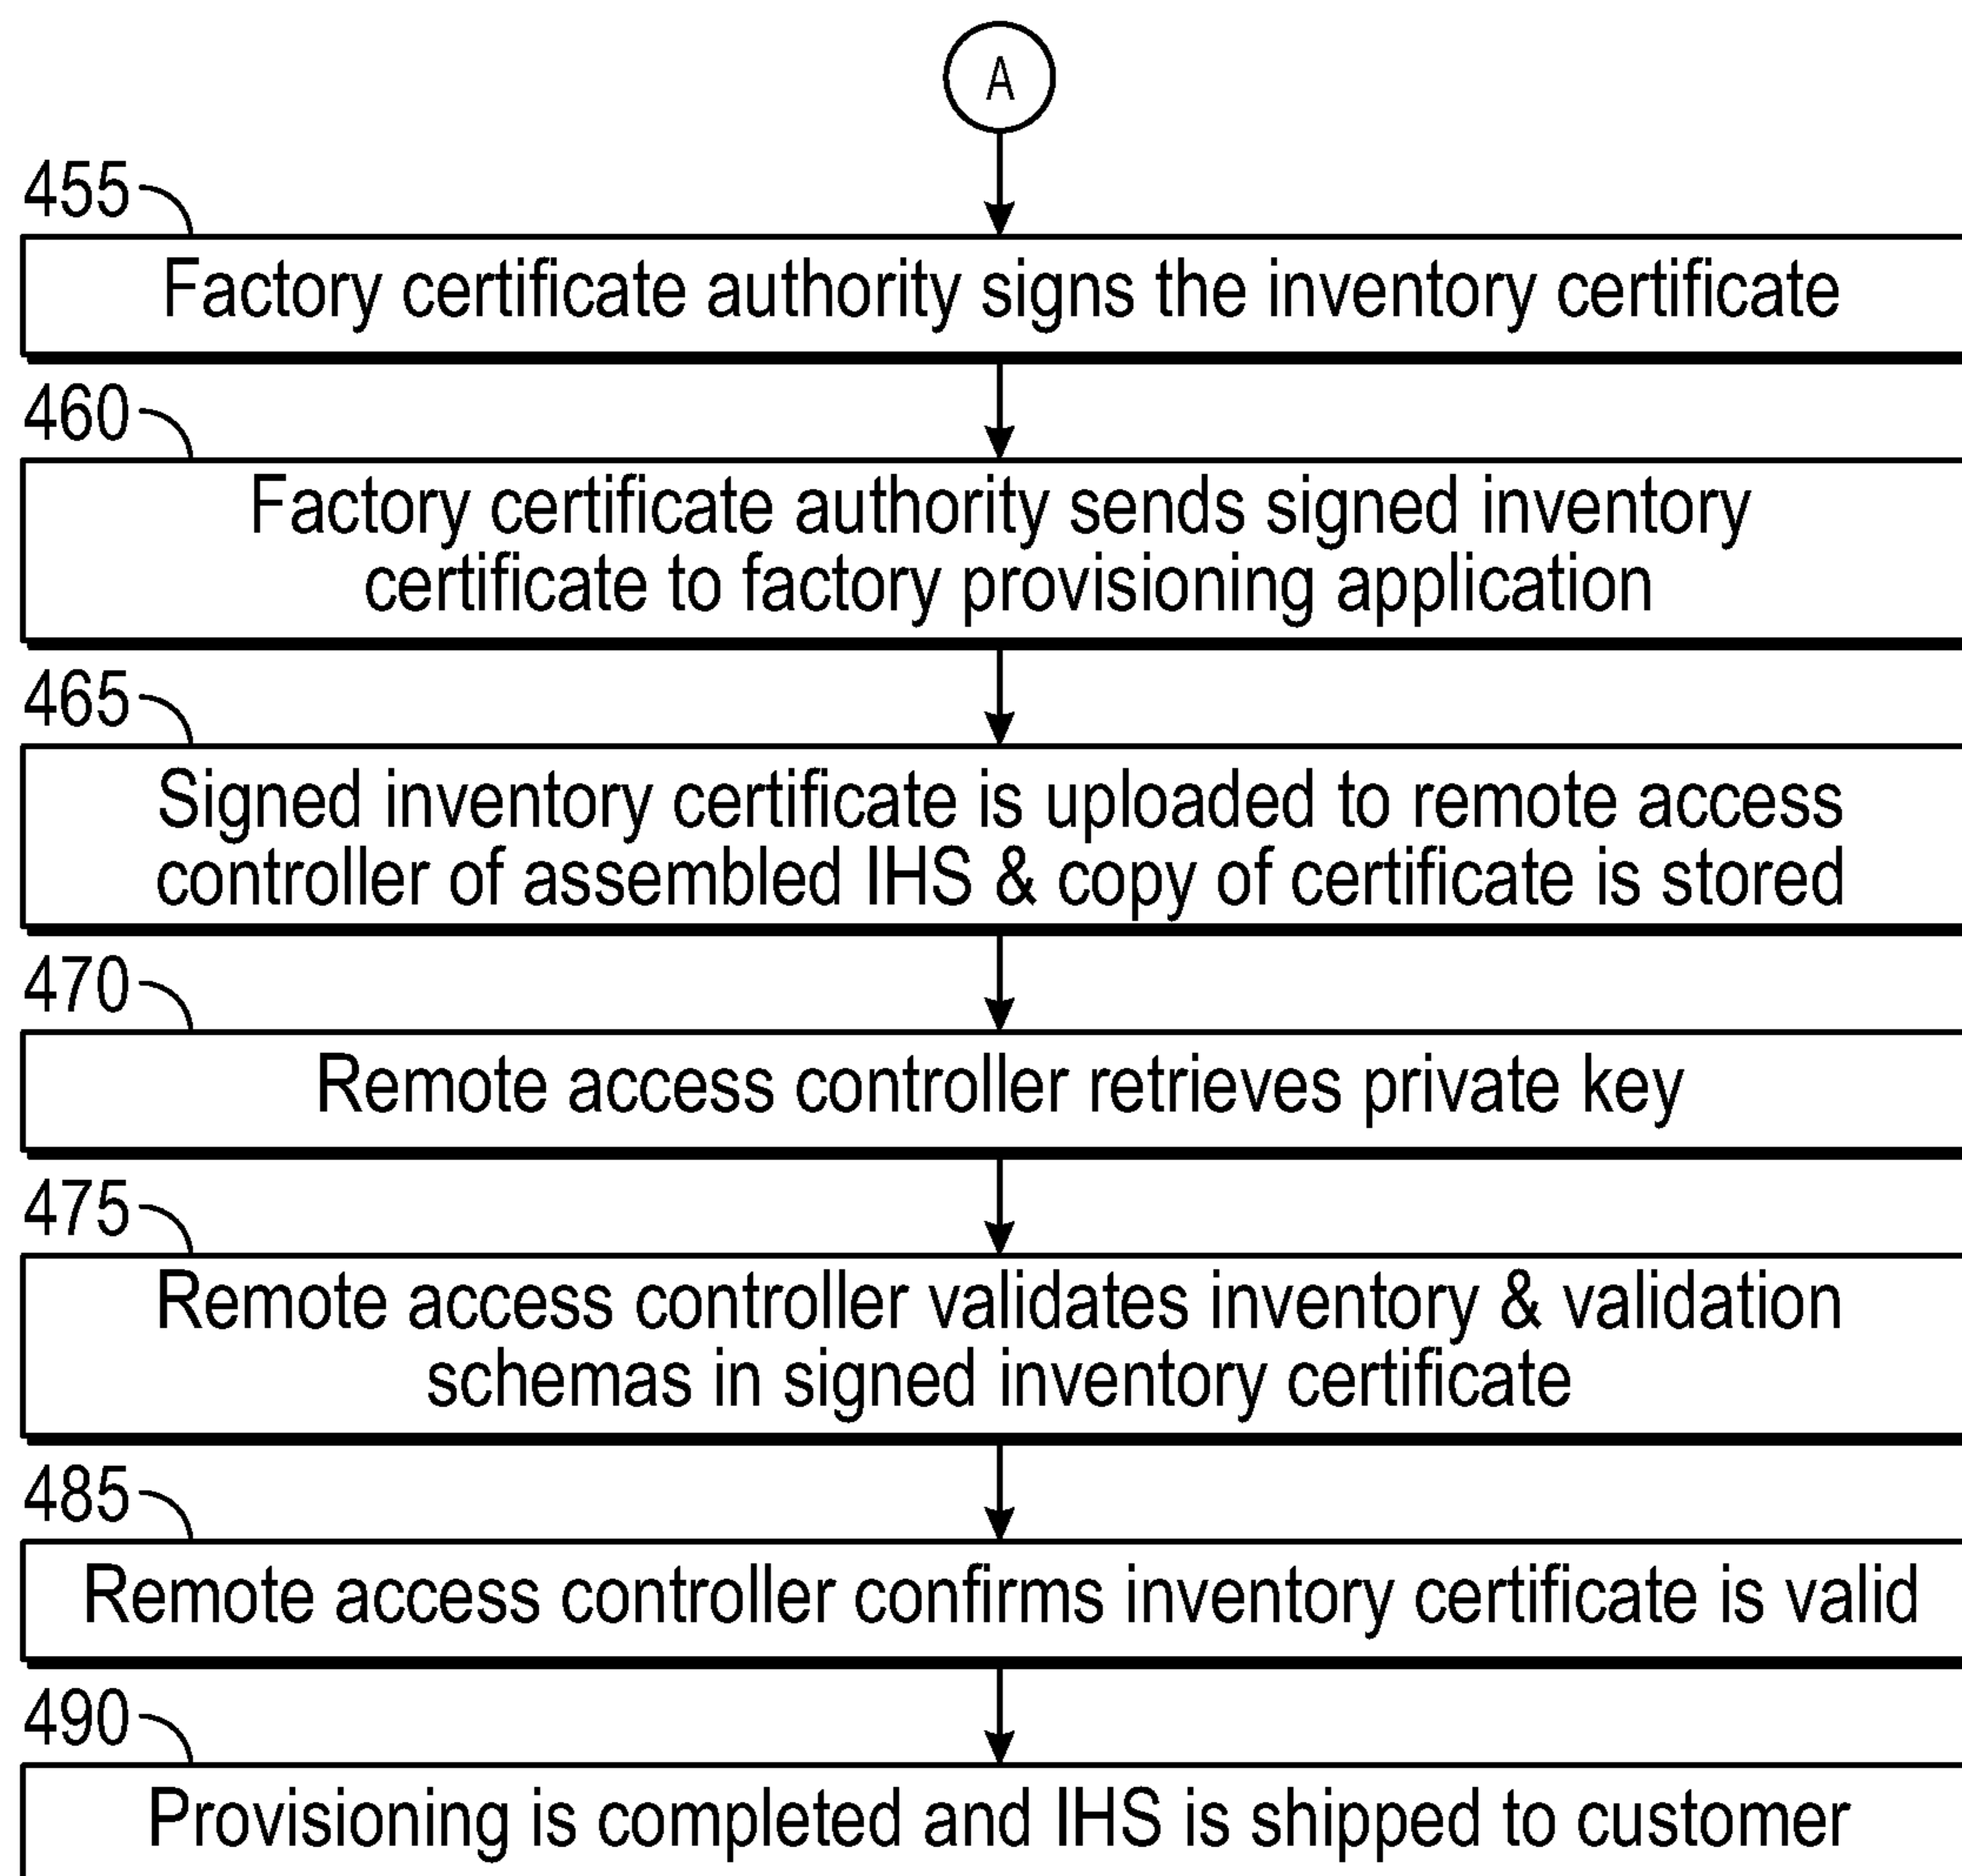 A
455
Factory certificate authority signs the inventory certificate
460
Factory certificate authority sends signed inventory
certificate to factory provisioning application
465
Signed inventory certificate is uploaded to remote access
controller of assembled IHS & copy of certificate is stored
470
Remote access controller retrieves private key
475
Remote access controller validates inventory & validation
schemas in signed inventory certificate
485
Remote access controller confirms inventory certificate is valid
490
Provisioning is completed and IHS is shipped to customer